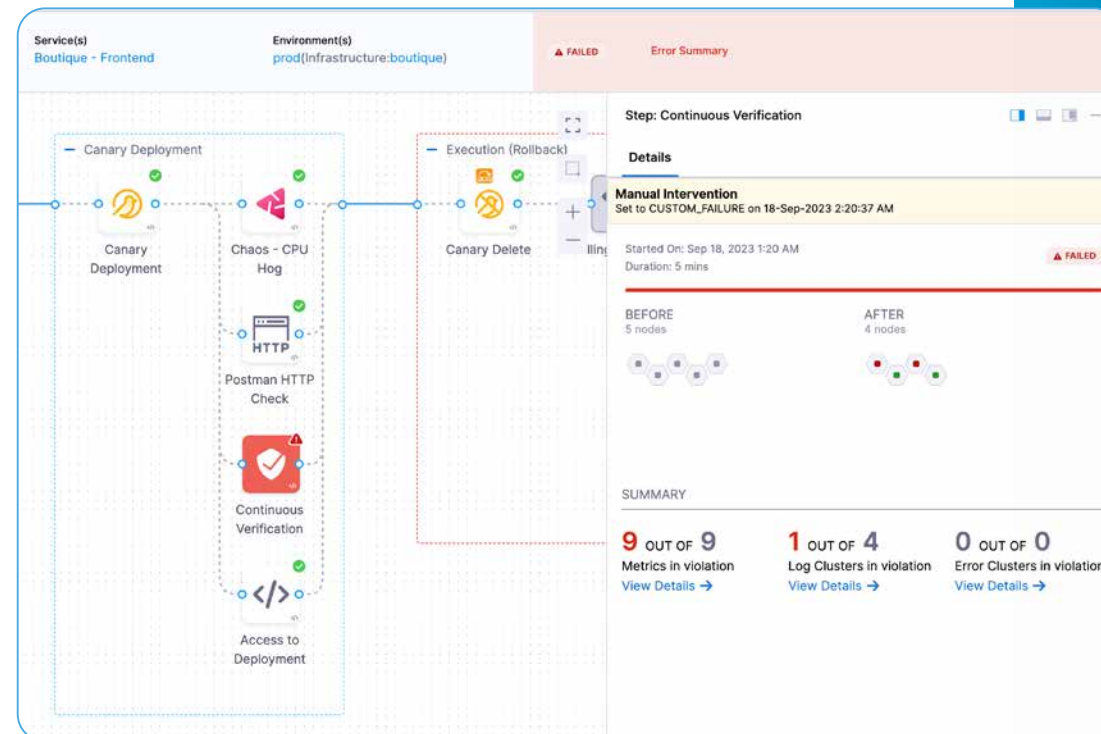 Service(s)
Boutique - Frontend
Environment(s)
prod(Infrastructure:boutique)
FAILED
Error Summary
Canary Deployment
Canary
Deployment
Chaos - CPU
Hog
HTTP
Postman HTTP
Check
Continuous
Verification
</>
Access to
Deployment
Execution (Rollback)
Canary Delete
Step: Continuous Verification
Details
Manual Intervention
Set to CUSTOM_FAILURE on 18-Sep-2023 2:20:37 AM
Started On: Sep 18, 2023 1:20 AM
Duration: 5 mins
FAILED
BEFORE
5 nodes
AFTER
4 nodes
SUMMARY
9 OUT OF 9
Metrics in violation
View Details →
1 OUT OF 4
Log Clusters in violation
View Details →
0 OUT OF 0
Error Clusters in violation
View Details →